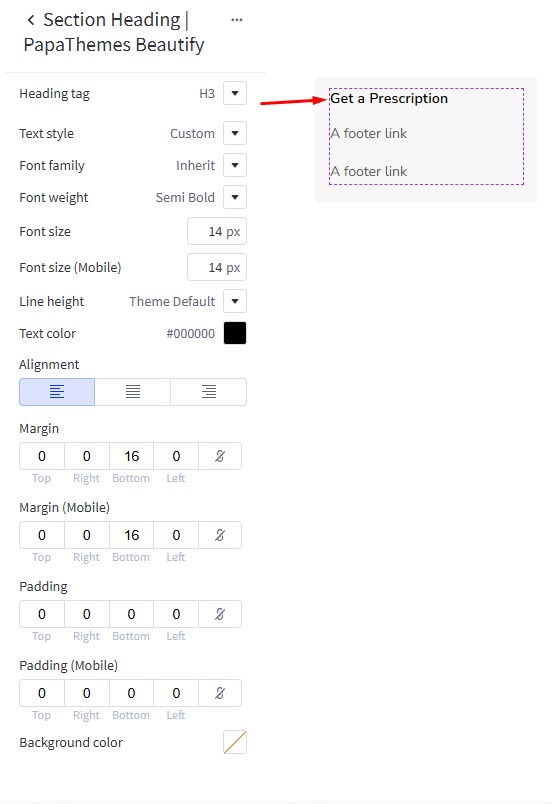 Section Heading |
PapaThemes Beautify
Heading tag H3
Text style Custom
Font family Inherit
Font weight Semi Bold
Font size 14 px
Font size (Mobile) 14 px
Line height Theme Default
Text color #000000
Alignment
Margin
0 0 16 0
Top Right Bottom Left
Margin (Mobile)
0 0 16 0
Top Right Bottom Left
Padding
0 0 0 0
Top Right Bottom Left
Padding (Mobile)
0 0 0 0
Top Right Bottom Left
Background color
Get a Prescription
A footer link
A footer link